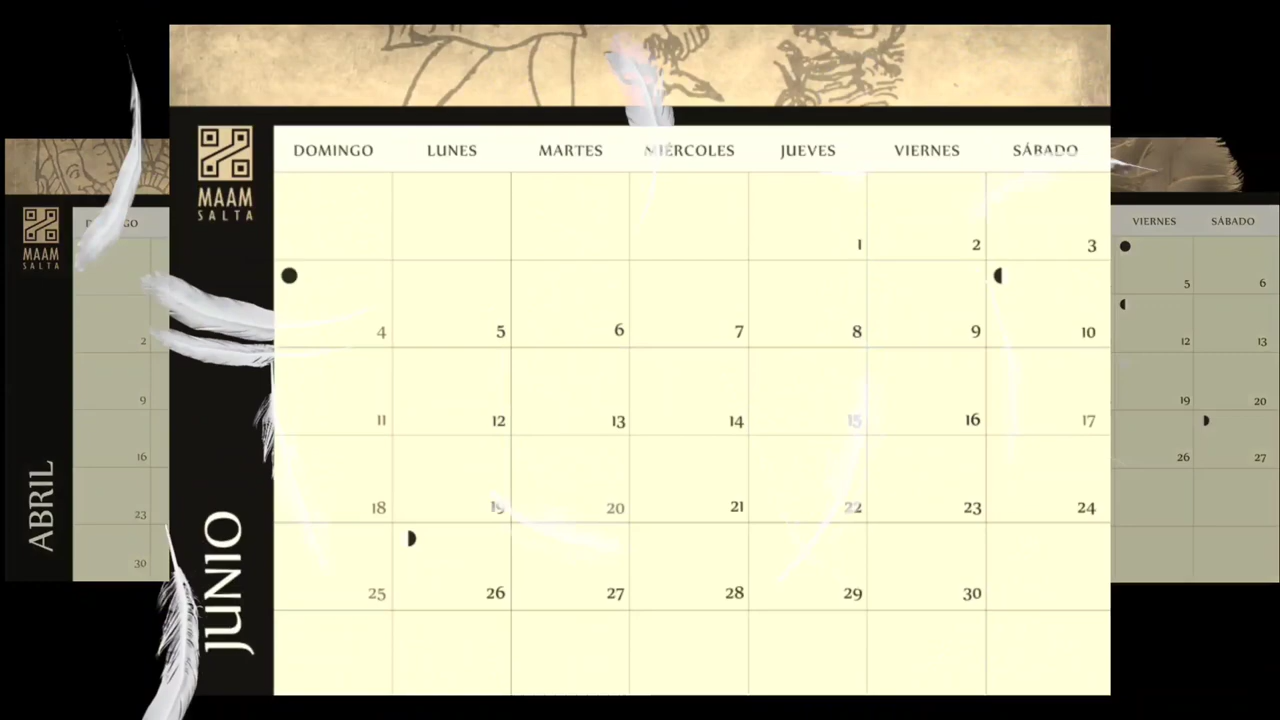 MAAM
SALTA
DOMINGO LUNES MARTES MIÉRCOLES JUEVES VIERNES SÁBADO
1 2 3
4 5 6 7 8 9 10
11 12 13 14 15 16 17
18 19 20 21 22 23 24
25 26 27 28 29 30
JUNIO
MAAM
SALTA
2
9
16
23
30
ABRIL
VIERNES SÁBADO
5 6
12 13
19 20
26 27